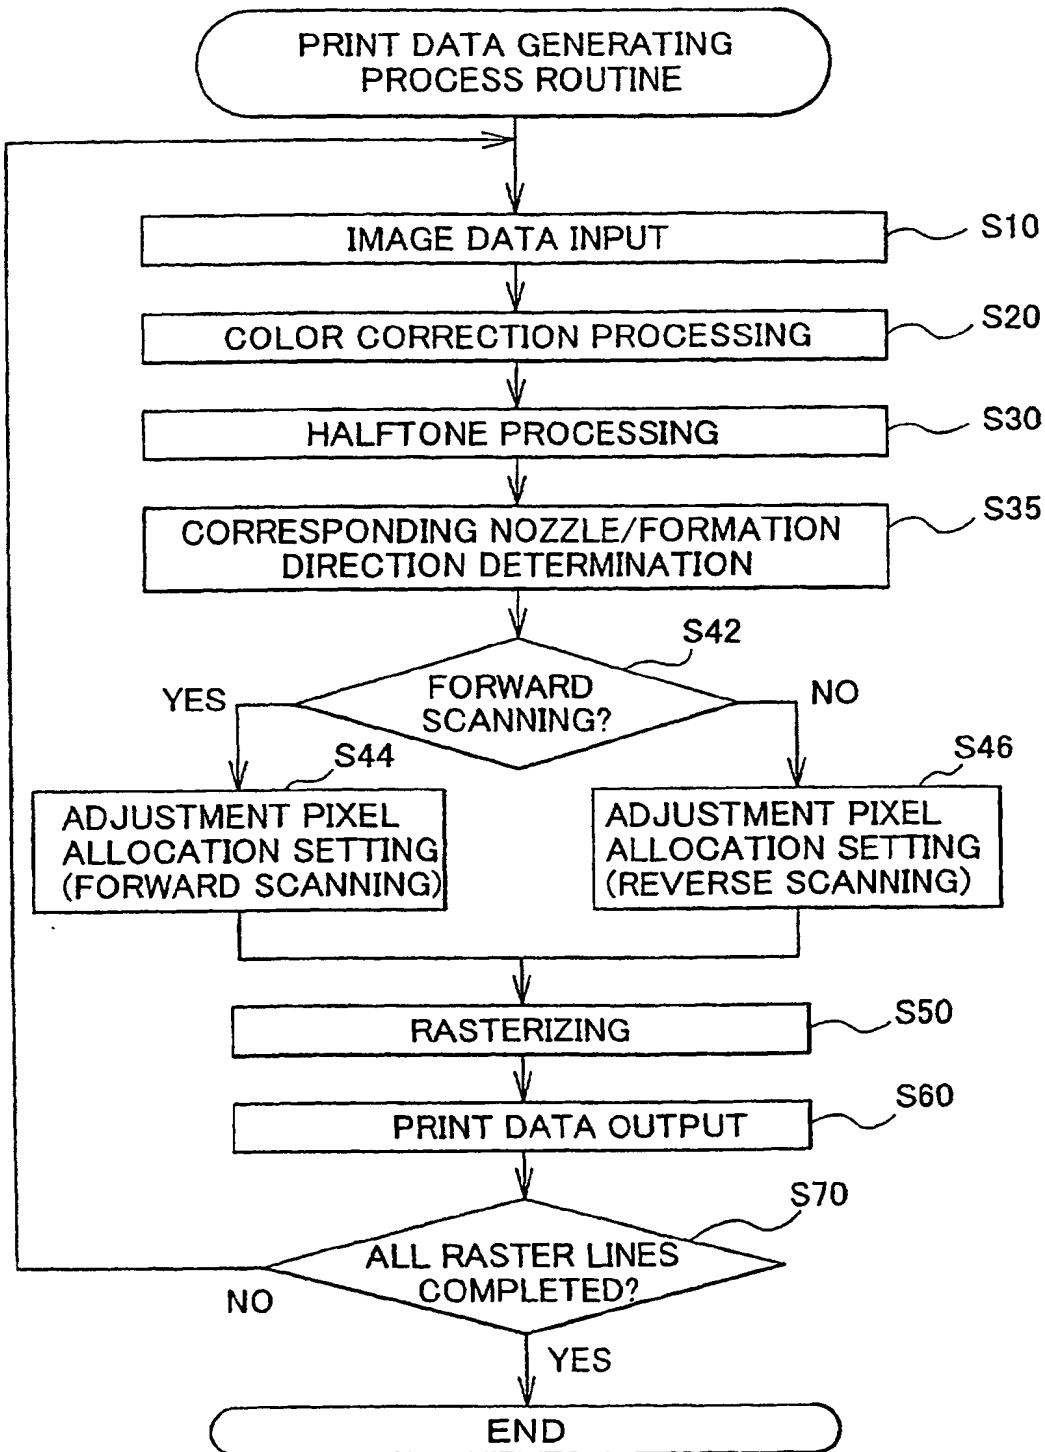 PRINT DATA GENERATING
PROCESS ROUTINE
IMAGE DATA INPUT
S10
COLOR CORRECTION PROCESSING
S20
HALFTONE PROCESSING
S30
CORRESPONDING NOZZLE/FORMATION
DIRECTION DETERMINATION
S35
S42
FORWARD
SCANNING?
YES
NO
S44
ADJUSTMENT PIXEL
ALLOCATION SETTING
(FORWARD SCANNING)
S46
ADJUSTMENT PIXEL
ALLOCATION SETTING
(REVERSE SCANNING)
RASTERIZING
S50
PRINT DATA OUTPUT
S60
S70
ALL RASTER LINES
COMPLETED?
NO
YES
END